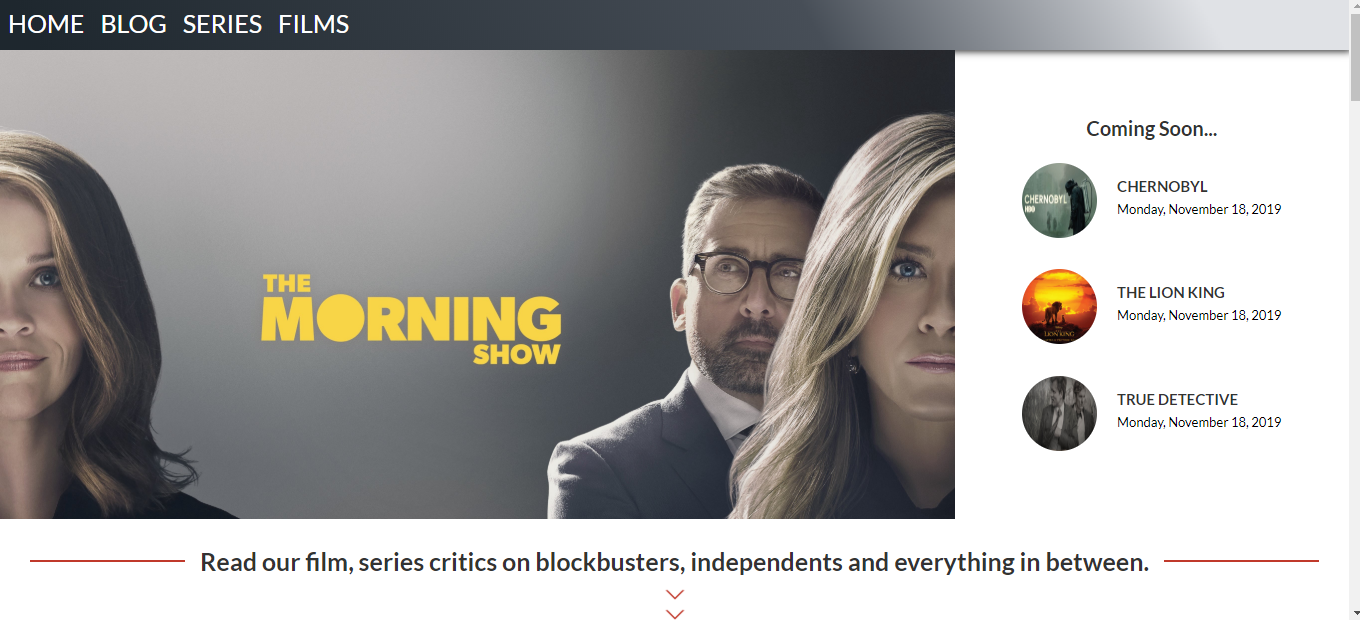 HOME BLOG SERIES FILMS
THE
MORNING
SHOW
Coming Soon...
CHERNOBYL
HBO
CHERNOBYL
Monday, November 18, 2019
LION KING
THE LION KING
Monday, November 18, 2019
TRUE DETECTIVE
Monday, November 18, 2019
Read our film, series critics on blockbusters, independents and everything in between.